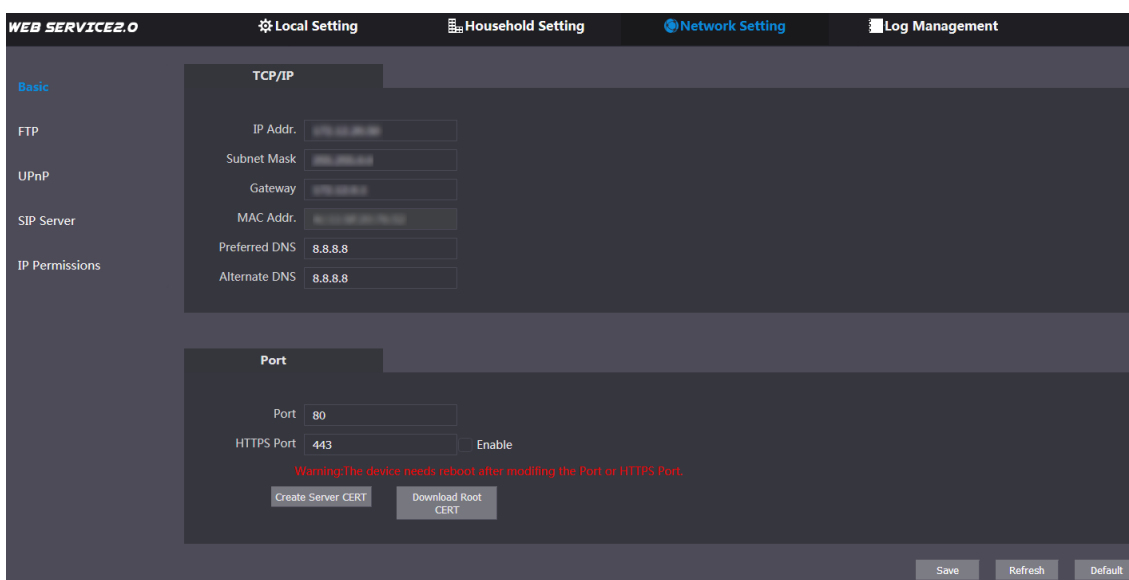 WEB SERVICE2.0
Local Setting
Household Setting
Network Setting
Log Management
Basic
FTP
UPnP
SIP Server
IP Permissions
TCP/IP
IP Addr.
Subnet Mask
Gateway
MAC Addr.
Preferred DNS 8.8.8.8
Alternate DNS 8.8.8.8
Port
Port 80
HTTPS Port 443 Enable
Warning:The device needs reboot after modifing the Port or HTTPS Port.
Create Server CERT
Download Root
CERT
Save
Refresh
Default